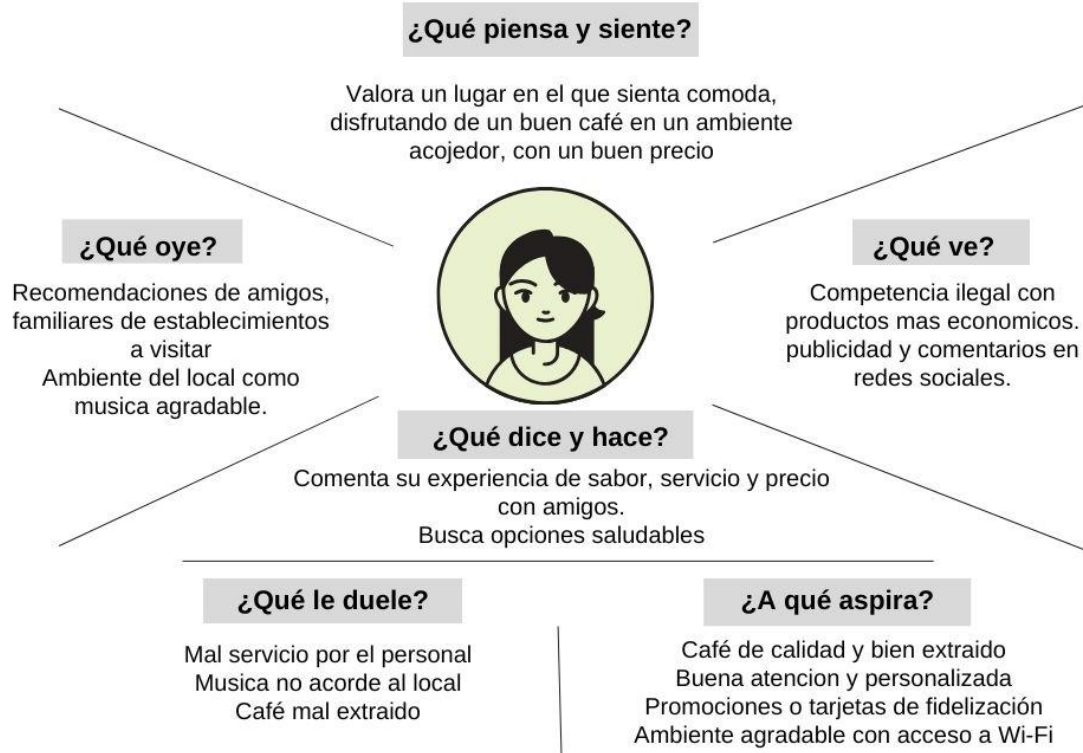 ¿Qué piensa y siente?
Valora un lugar en el que sienta comoda,
disfrutando de un buen café en un ambiente
acojedor, con un buen precio
¿Qué oye?
Recomendaciones de amigos,
familiares de establecimientos
a visitar
Ambiente del local como
musica agradable.
¿Qué ve?
Competencia ilegal con
productos mas economicos.
publicidad y comentarios en
redes sociales.
¿Qué dice y hace?
Comenta su experiencia de sabor, servicio y precio
con amigos.
Busca opciones saludables
¿Qué le duele?
Mal servicio por el personal
Musica no acorde al local
Café mal extraido
¿A qué aspira?
Café de calidad y bien extraido
Buena atencion y personalizada
Promociones o tarjetas de fidelización
Ambiente agradable con acceso a Wi-Fi